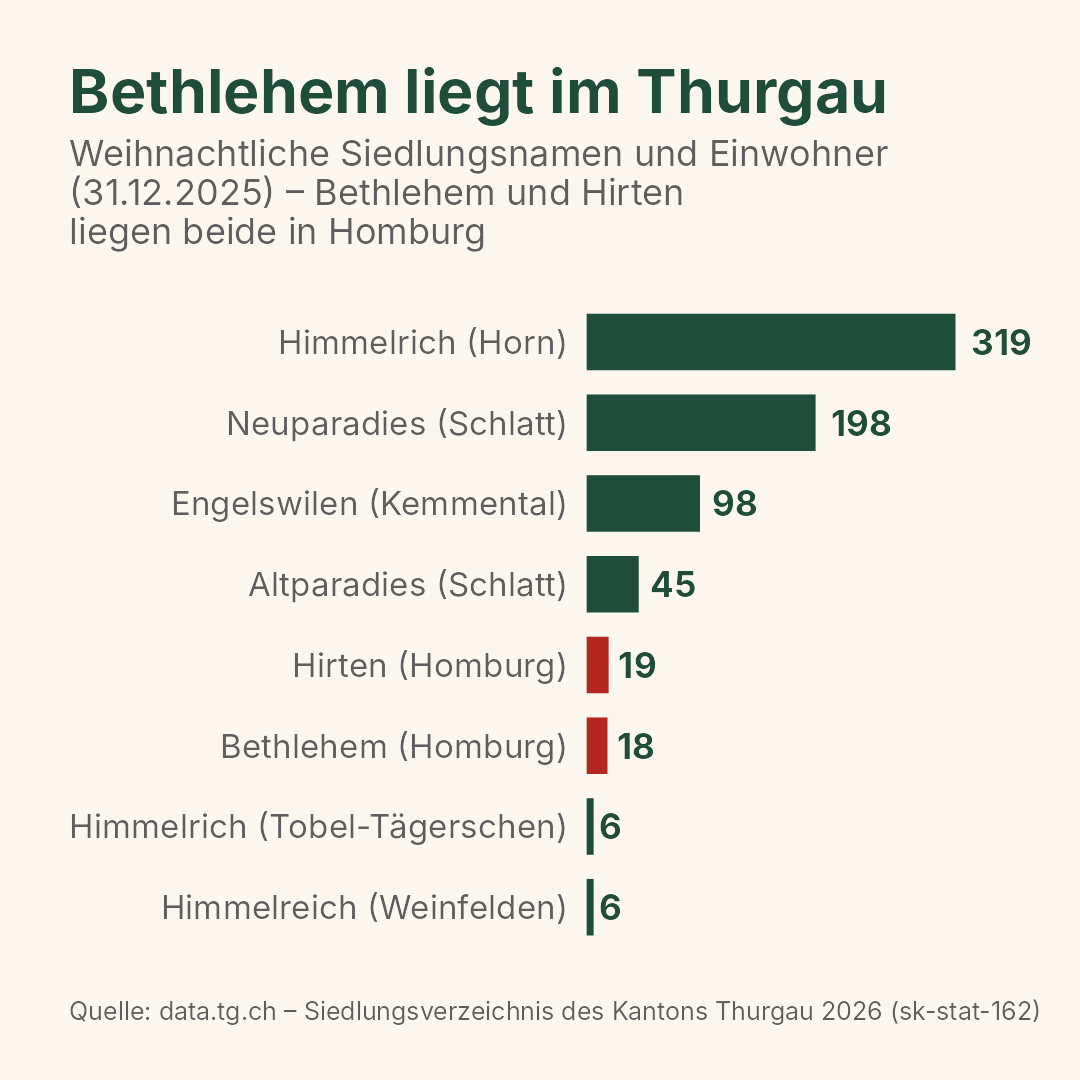 Bethlehem liegt im Thurgau
Weihnachtliche Siedlungsnamen und Einwohner
(31.12.2025) – Bethlehem und Hirten
liegen beide in Homburg
Himmelrich (Horn) 319
Neuparadies (Schlatt) 198
Engelswilen (Kemmental) 98
Altparadies (Schlatt) 45
Hirten (Homburg) 19
Bethlehem (Homburg) 18
Himmelrich (Tobel-Tägerschen) 6
Himmelreich (Weinfelden) 6
Quelle: data.tg.ch – Siedlungsverzeichnis des Kantons Thurgau 2026 (sk-stat-162)